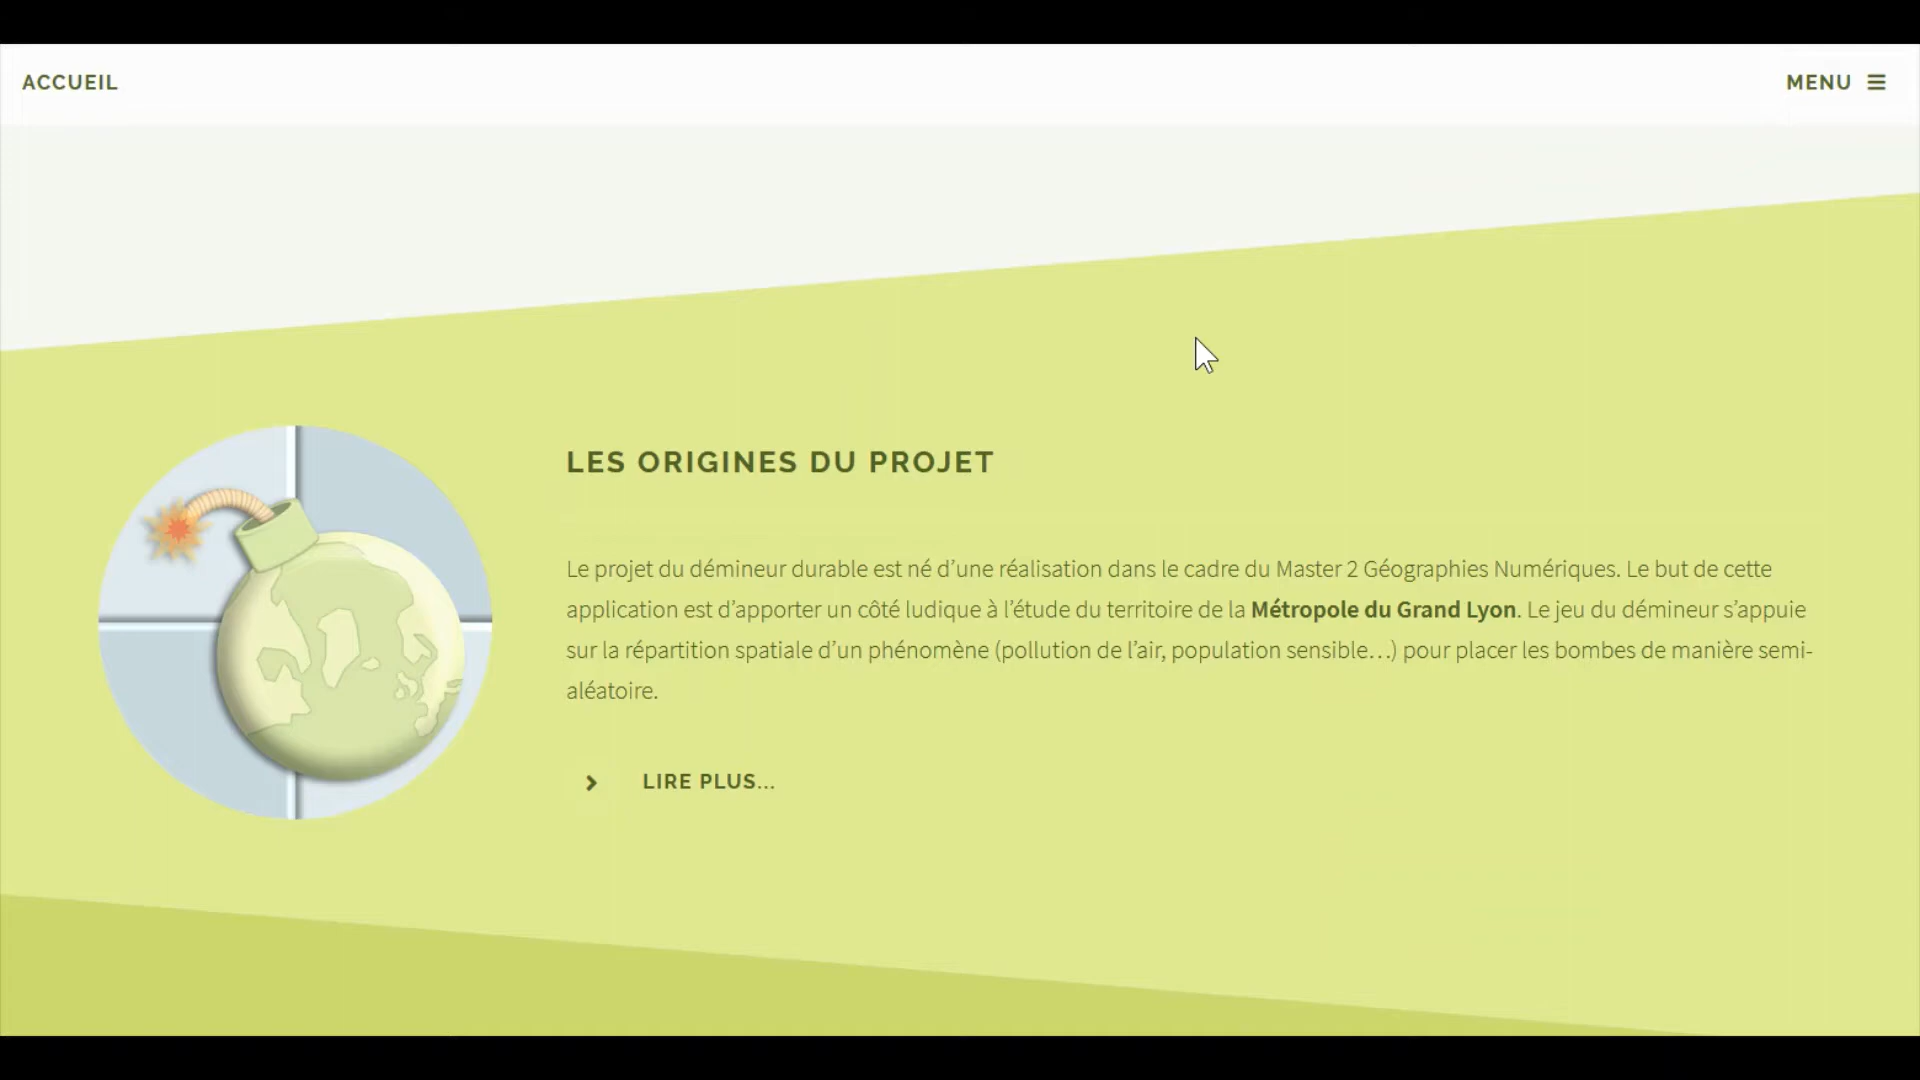 ACCUEIL
MENU
LES ORIGINES DU PROJET
Le projet du démineur durable est né d’une réalisation dans le cadre du Master 2 Géographies Numériques. Le but de cette
application est d’apporter un côté ludique à l’étude du territoire de la Métropole du Grand Lyon. Le jeu du démineur s’appuie
sur la répartition spatiale d’un phénomène (pollution de l’air, population sensible…) pour placer les bombes de manière semi-
aléatoire.
LIRE PLUS...